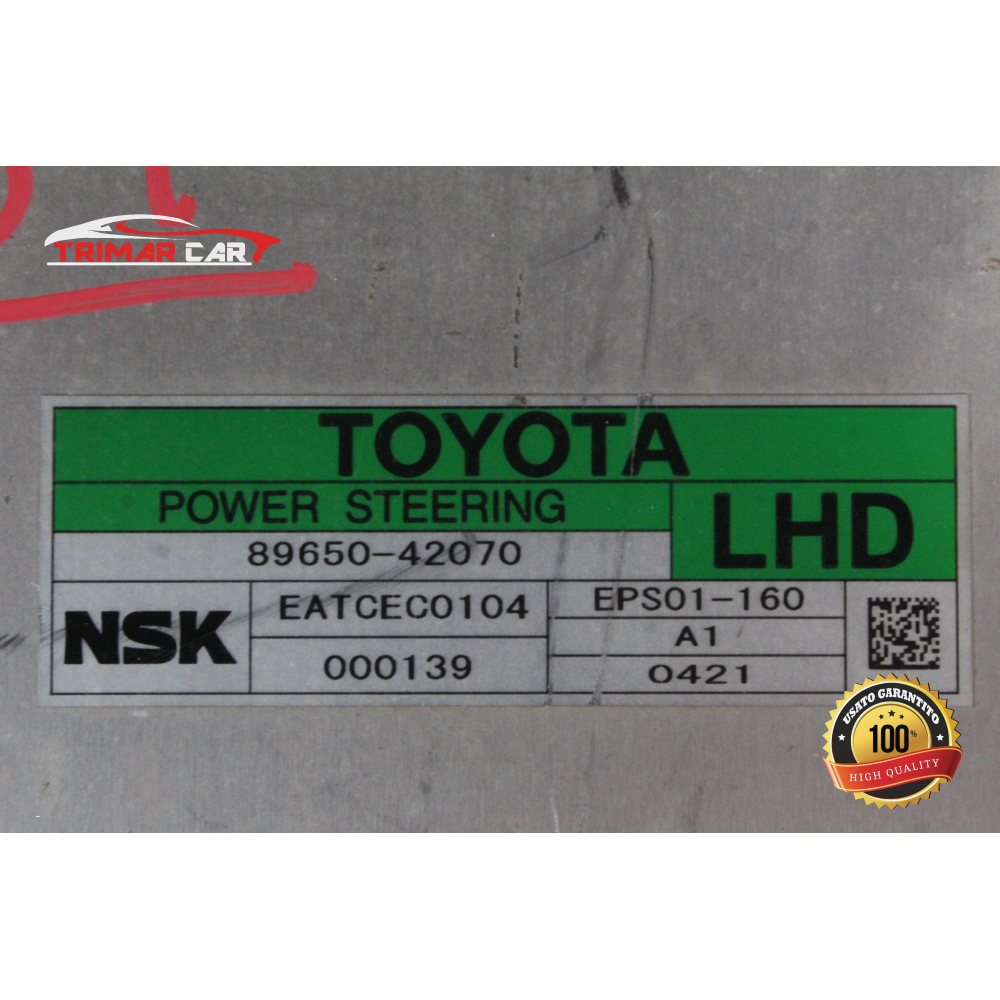 TRIMAR CAR
TOYOTA
POWER STEERING
LHD
89650-42070
NSK
EATCEC0104
EPS01-160
A1
000139
0421
USATO GARANTITO
100%
HIGH QUALITY